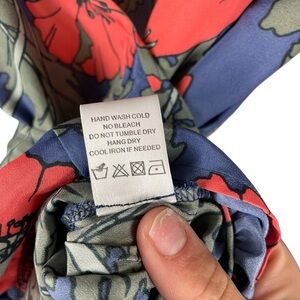 HAND WASH COLD
NO BLEACH
DO NOT TUMBLE DRY
HANG DRY
COOL IRON IF NEEDED